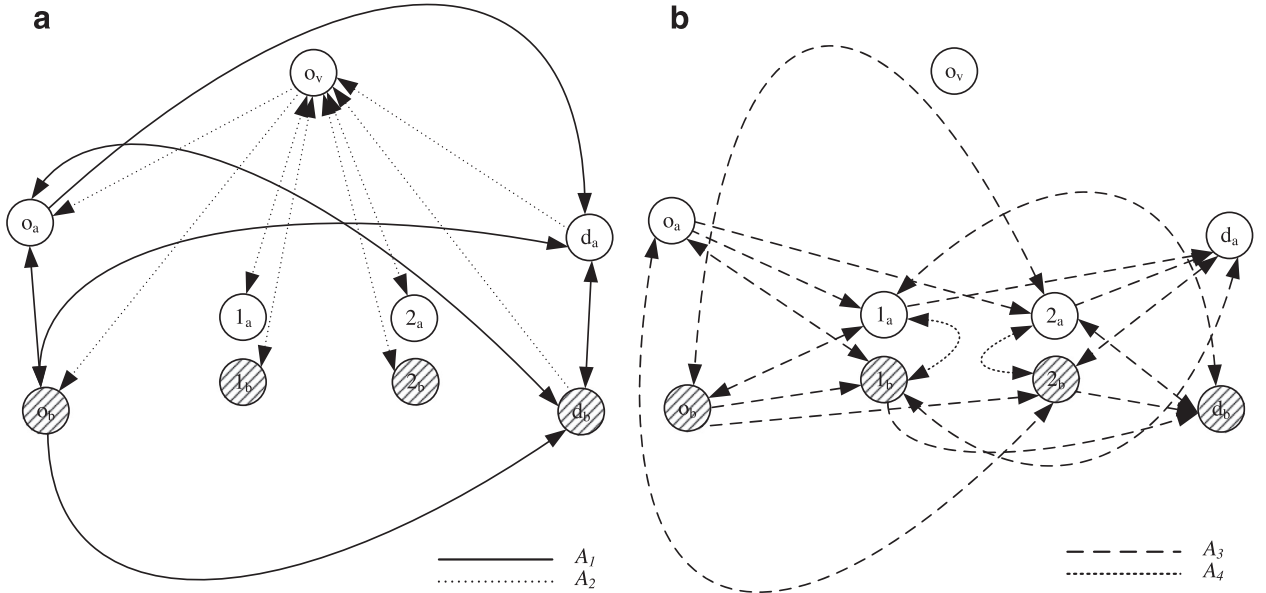 a
b
o_v
o_v
o_a
d_a
o_a
d_a
1_a
2_a
1_a
2_a
1_b
2_b
1_b
2_b
o_b
d_b
o_b
d_b
A_1
A_2
A_3
A_4